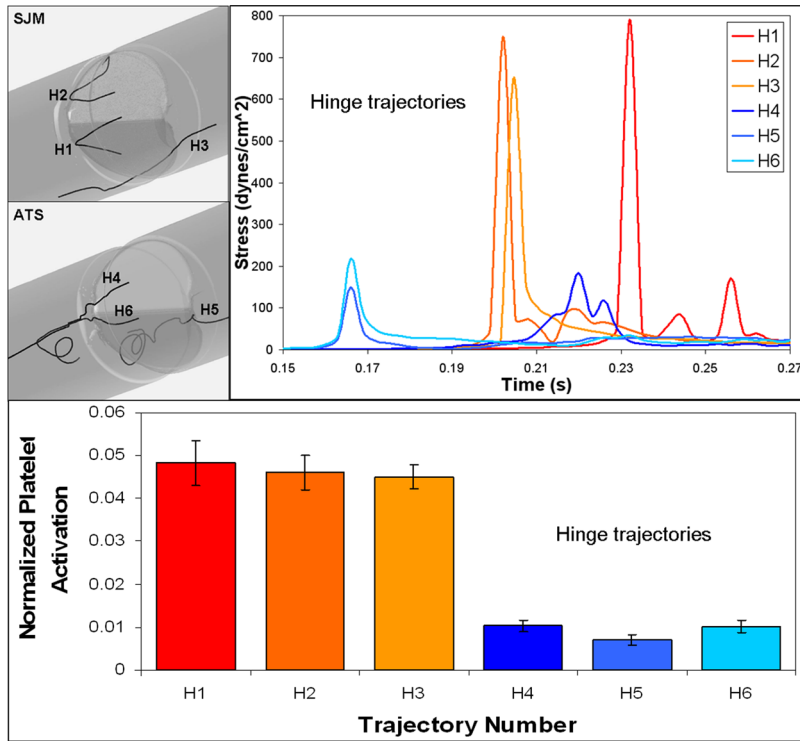 SJM
H2
H1
H3
ATS
H4
H6
H5
Stress (dynes/cm^2)
800
700
600
500
400
300
200
100
0
Hinge trajectories
H1
H2
H3
H4
H5
H6
0.15 0.17 0.19 0.21 0.23 0.25 0.27
Time (s)
Normalized Platelet
Activation
0.06
0.05
0.04
0.03
0.02
0.01
0
Hinge trajectories
H1 H2 H3 H4 H5 H6
Trajectory Number